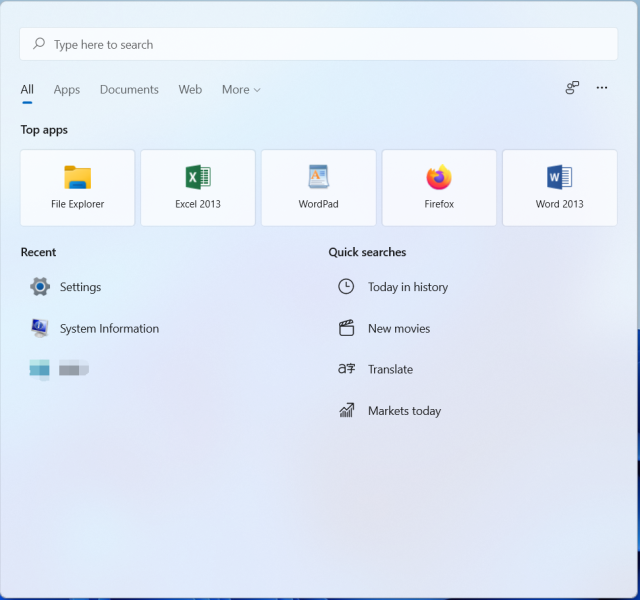 Type here to search
All Apps Documents Web More
Top apps
File Explorer Excel 2013 WordPad Firefox Word 2013
Recent
Settings
System Information
Quick searches
Today in history
New movies
Translate
Markets today